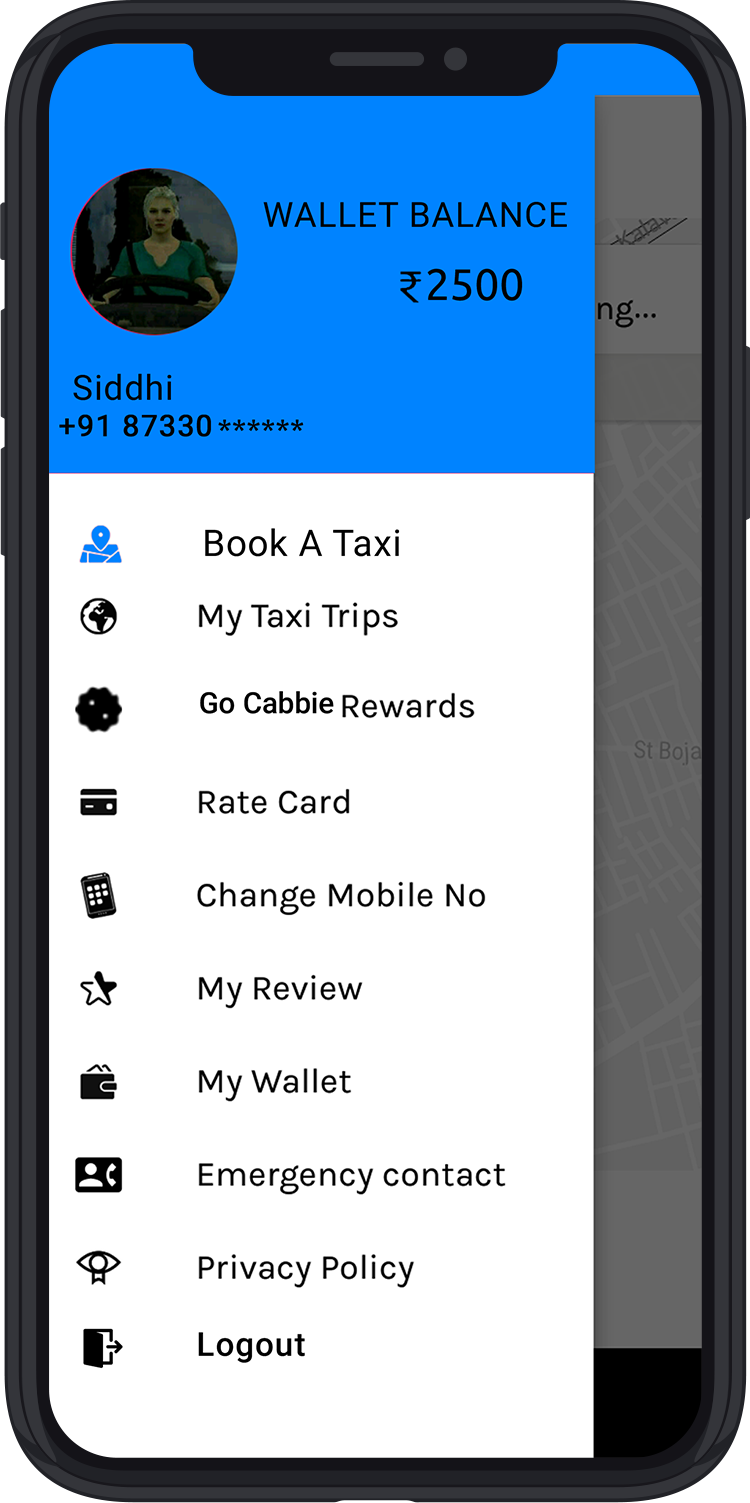 WALLET BALANCE
₹2500
ng...
Siddhi
+91 87330******
Book A Taxi
My Taxi Trips
Go Cabbie Rewards
St Boja
Rate Card
Change Mobile No
My Review
My Wallet
Emergency contact
Privacy Policy
Logout